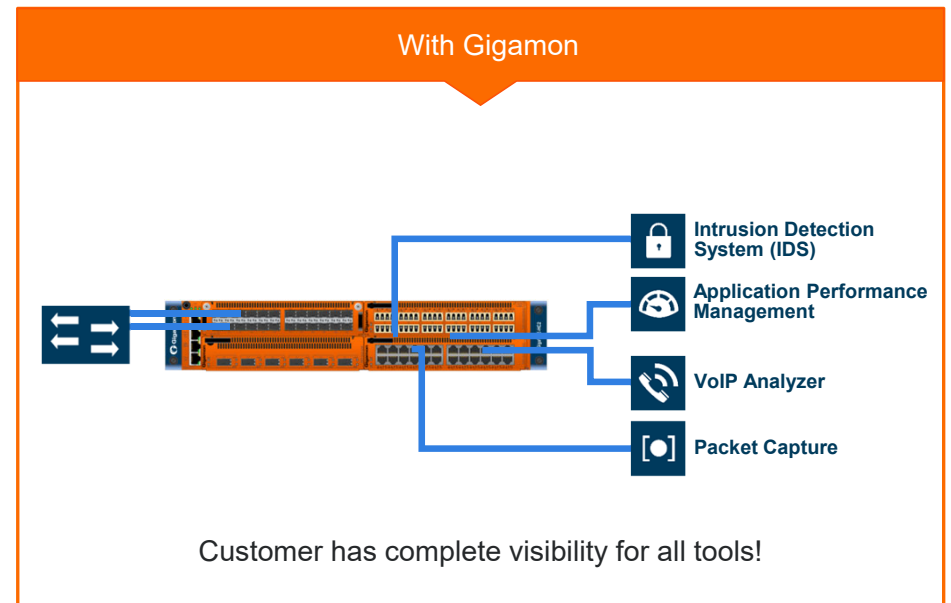 With Gigamon
Intrusion Detection
System (IDS)
Application Performance
Management
VoIP Analyzer
Packet Capture
Customer has complete visibility for all tools!